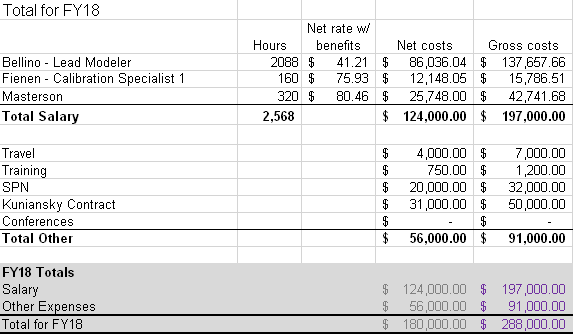 Total for FY18
Net rate w/
Hours benefits Net costs Gross costs
Bellino - Lead Modeler 2088 $ 41.21 $ 86,036.04 $ 137,657.66
Fienen - Calibration Specialist 1 160 $ 75.93 $ 12,148.05 $ 15,786.51
Masterson 320 $ 80.46 $ 25,748.00 $ 42,741.68
Total Salary 2,568 $ 124,000.00 $ 197,000.00
Travel $ 4,000.00 $ 7,000.00
Training $ 750.00 $ 1,200.00
SPN $ 20,000.00 $ 32,000.00
Kuniansky Contract $ 31,000.00 $ 50,000.00
Conferences $ - $ -
Total Other $ 56,000.00 $ 91,000.00
FY18 Totals
Salary $ 124,000.00 $ 197,000.00
Other Expenses $ 56,000.00 $ 91,000.00
Total for FY18 $ 180,000.00 $ 288,000.00